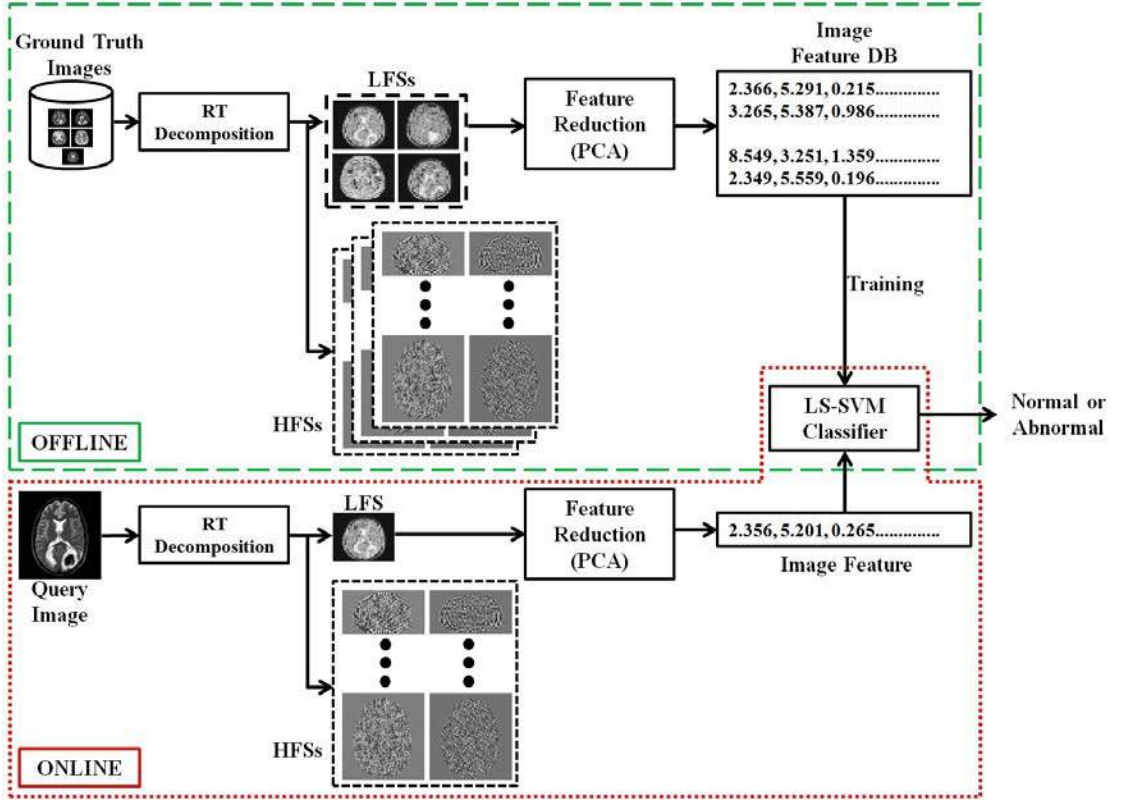 Ground Truth
Images
RT
Decomposition
LFSs
Feature
Reduction
(PCA)
Image
Feature DB
2.366, 5.291, 0.215..............
3.265, 5.387, 0.986..............
8.549, 3.251, 1.359..............
2.349, 5.559, 0.196..............
Training
HFSs
OFFLINE
LS-SVM
Classifier
Normal or
Abnormal
Query
Image
RT
Decomposition
LFS
Feature
Reduction
(PCA)
2.356, 5.201, 0.265..............
Image Feature
HFSs
ONLINE